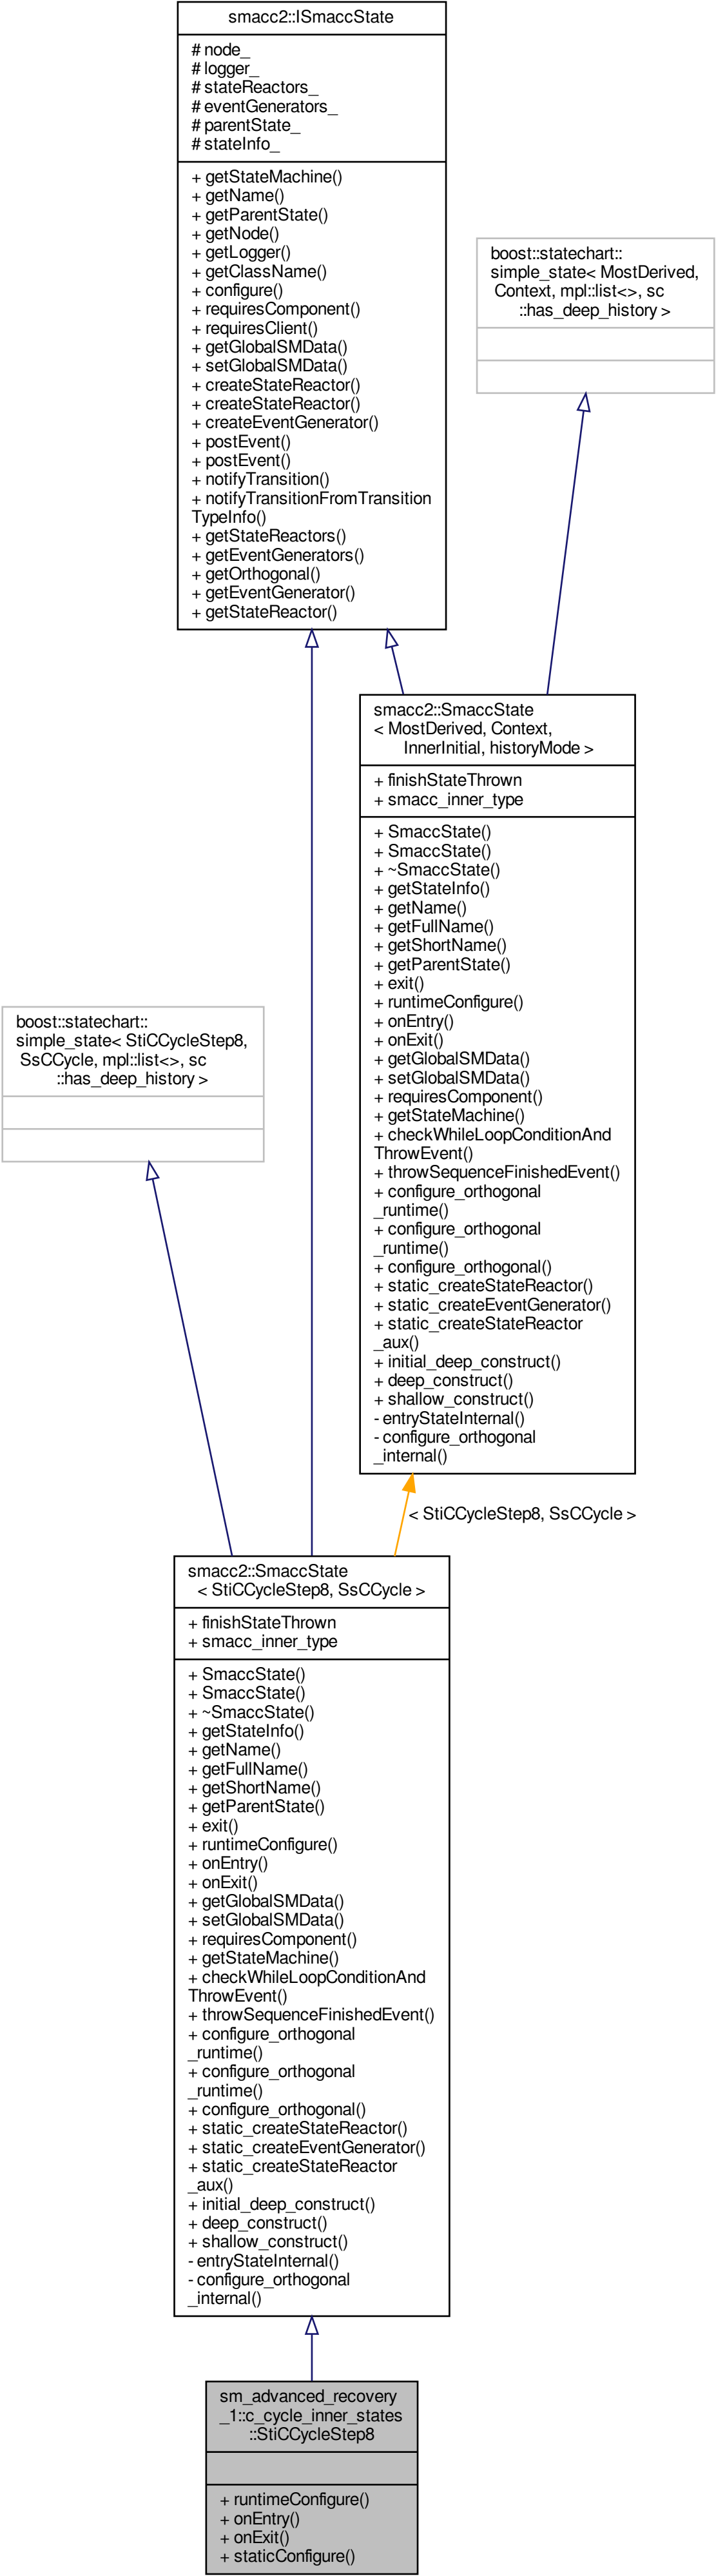 smacc2::ISmaccState
# node_
# logger_
# stateReactors_
# eventGenerators_
# parentState_
# stateInfo_
+ getStateMachine()
+ getName()
+ getParentState()
+ getNode()
+ getLogger()
+ getClassName()
+ configure()
+ requiresComponent()
+ requiresClient()
+ getGlobalSMData()
+ setGlobalSMData()
+ createStateReactor()
+ createStateReactor()
+ createEventGenerator()
+ postEvent()
+ postEvent()
+ notifyTransition()
+ notifyTransitionFromTransition
TypeInfo()
+ getStateReactors()
+ getEventGenerators()
+ getOrthogonal()
+ getEventGenerator()
+ getStateReactor()
boost::statechart::
simple_state< MostDerived,
Context, mpl::list<>, sc
::has_deep_history >
smacc2::SmaccState
< MostDerived, Context,
InnerInitial, historyMode >
+ finishStateThrown
+ smacc_inner_type
+ SmaccState()
+ SmaccState()
+ ~SmaccState()
+ getStateInfo()
+ getName()
+ getFullName()
+ getShortName()
+ getParentState()
+ exit()
+ runtimeConfigure()
+ onEntry()
+ onExit()
+ getGlobalSMData()
+ setGlobalSMData()
+ requiresComponent()
+ getStateMachine()
+ checkWhileLoopConditionAnd
ThrowEvent()
+ throwSequenceFinishedEvent()
+ configure_orthogonal
_runtime()
+ configure_orthogonal
_runtime()
+ configure_orthogonal()
+ static_createStateReactor()
+ static_createEventGenerator()
+ static_createStateReactor
_aux()
+ initial_deep_construct()
+ deep_construct()
+ shallow_construct()
- entryStateInternal()
- configure_orthogonal
_internal()
boost::statechart::
simple_state< StiCCycleStep8,
SsCCycle, mpl::list<>, sc
::has_deep_history >
< StiCCycleStep8, SsCCycle >
smacc2::SmaccState
< StiCCycleStep8, SsCCycle >
+ finishStateThrown
+ smacc_inner_type
+ SmaccState()
+ SmaccState()
+ ~SmaccState()
+ getStateInfo()
+ getName()
+ getFullName()
+ getShortName()
+ getParentState()
+ exit()
+ runtimeConfigure()
+ onEntry()
+ onExit()
+ getGlobalSMData()
+ setGlobalSMData()
+ requiresComponent()
+ getStateMachine()
+ checkWhileLoopConditionAnd
ThrowEvent()
+ throwSequenceFinishedEvent()
+ configure_orthogonal
_runtime()
+ configure_orthogonal
_runtime()
+ configure_orthogonal()
+ static_createStateReactor()
+ static_createEventGenerator()
+ static_createStateReactor
_aux()
+ initial_deep_construct()
+ deep_construct()
+ shallow_construct()
- entryStateInternal()
- configure_orthogonal
_internal()
sm_advanced_recovery
_1::c_cycle_inner_states
::StiCCycleStep8
+ runtimeConfigure()
+ onEntry()
+ onExit()
+ staticConfigure()